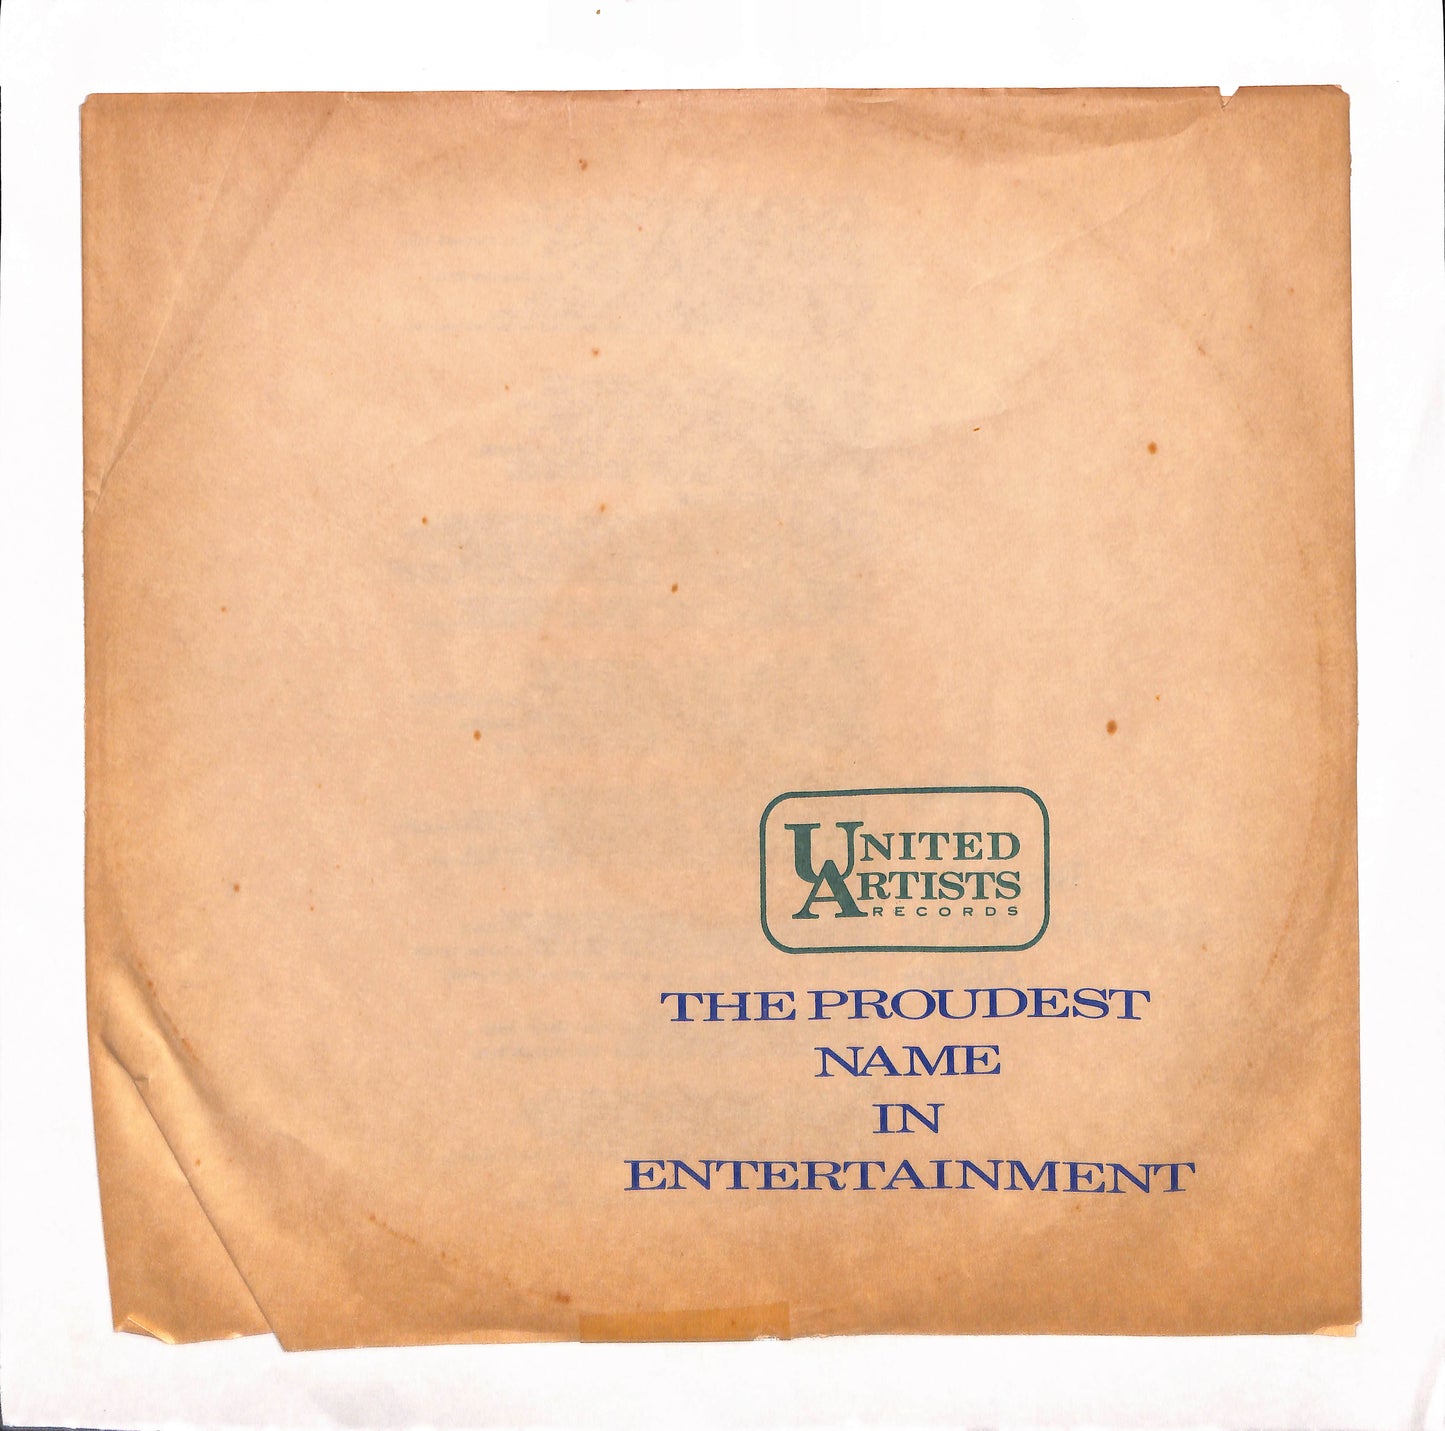 UNITED
ARTISTS
RECORDS
THE PROUDEST
NAME
IN
ENTERTAINMENT